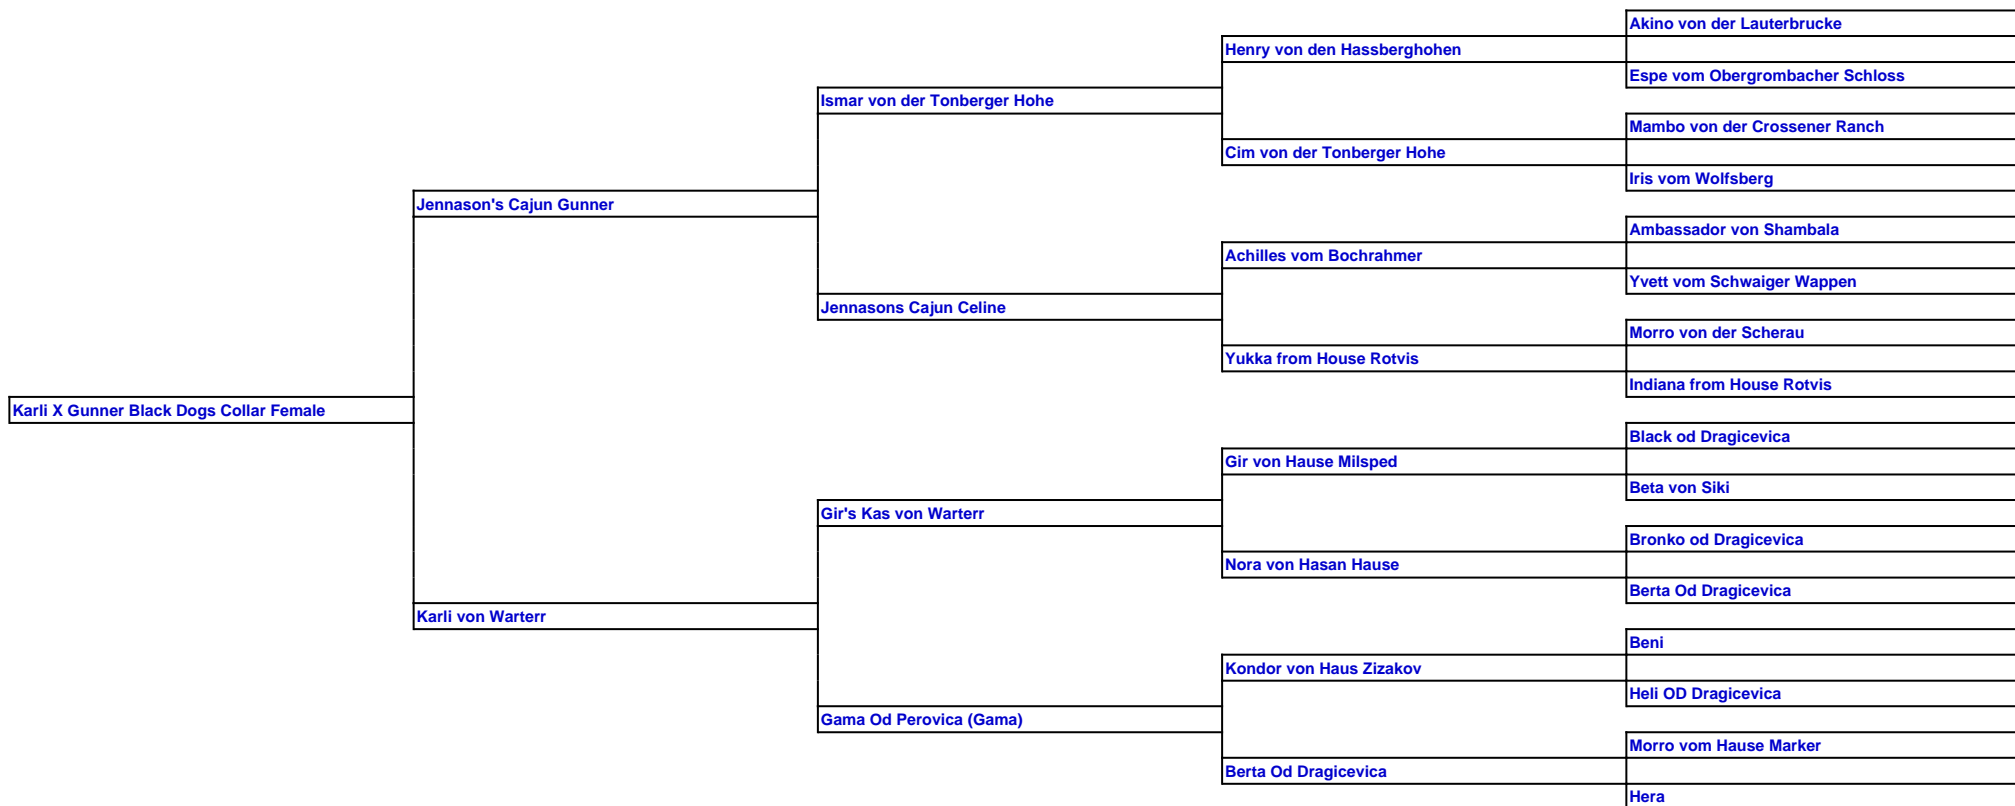 Akino von der Lauterbrucke
Henry von den Hassberghohen
Espe vom Obergrombacher Schloss
Ismar von der Tonberger Hohe
Mambo von der Crossener Ranch
Cim von der Tonberger Hohe
Iris vom Wolfsberg
Jennason's Cajun Gunner
Ambassador von Shambala
Achilles vom Bochrahmer
Yvett vom Schwaiger Wappen
Jennasons Cajun Celine
Morro von der Scherau
Yukka from House Rotvis
Indiana from House Rotvis
Karli X Gunner Black Dogs Collar Female
Black od Dragicevica
Gir von Hause Milsped
Beta von Siki
Gir's Kas von Warterr
Bronko od Dragicevica
Nora von Hasan Hause
Berta Od Dragicevica
Karli von Warterr
Beni
Kondor von Haus Zizakov
Heli OD Dragicevica
Gama Od Perovica (Gama)
Morro vom Hause Marker
Berta Od Dragicevica
Hera